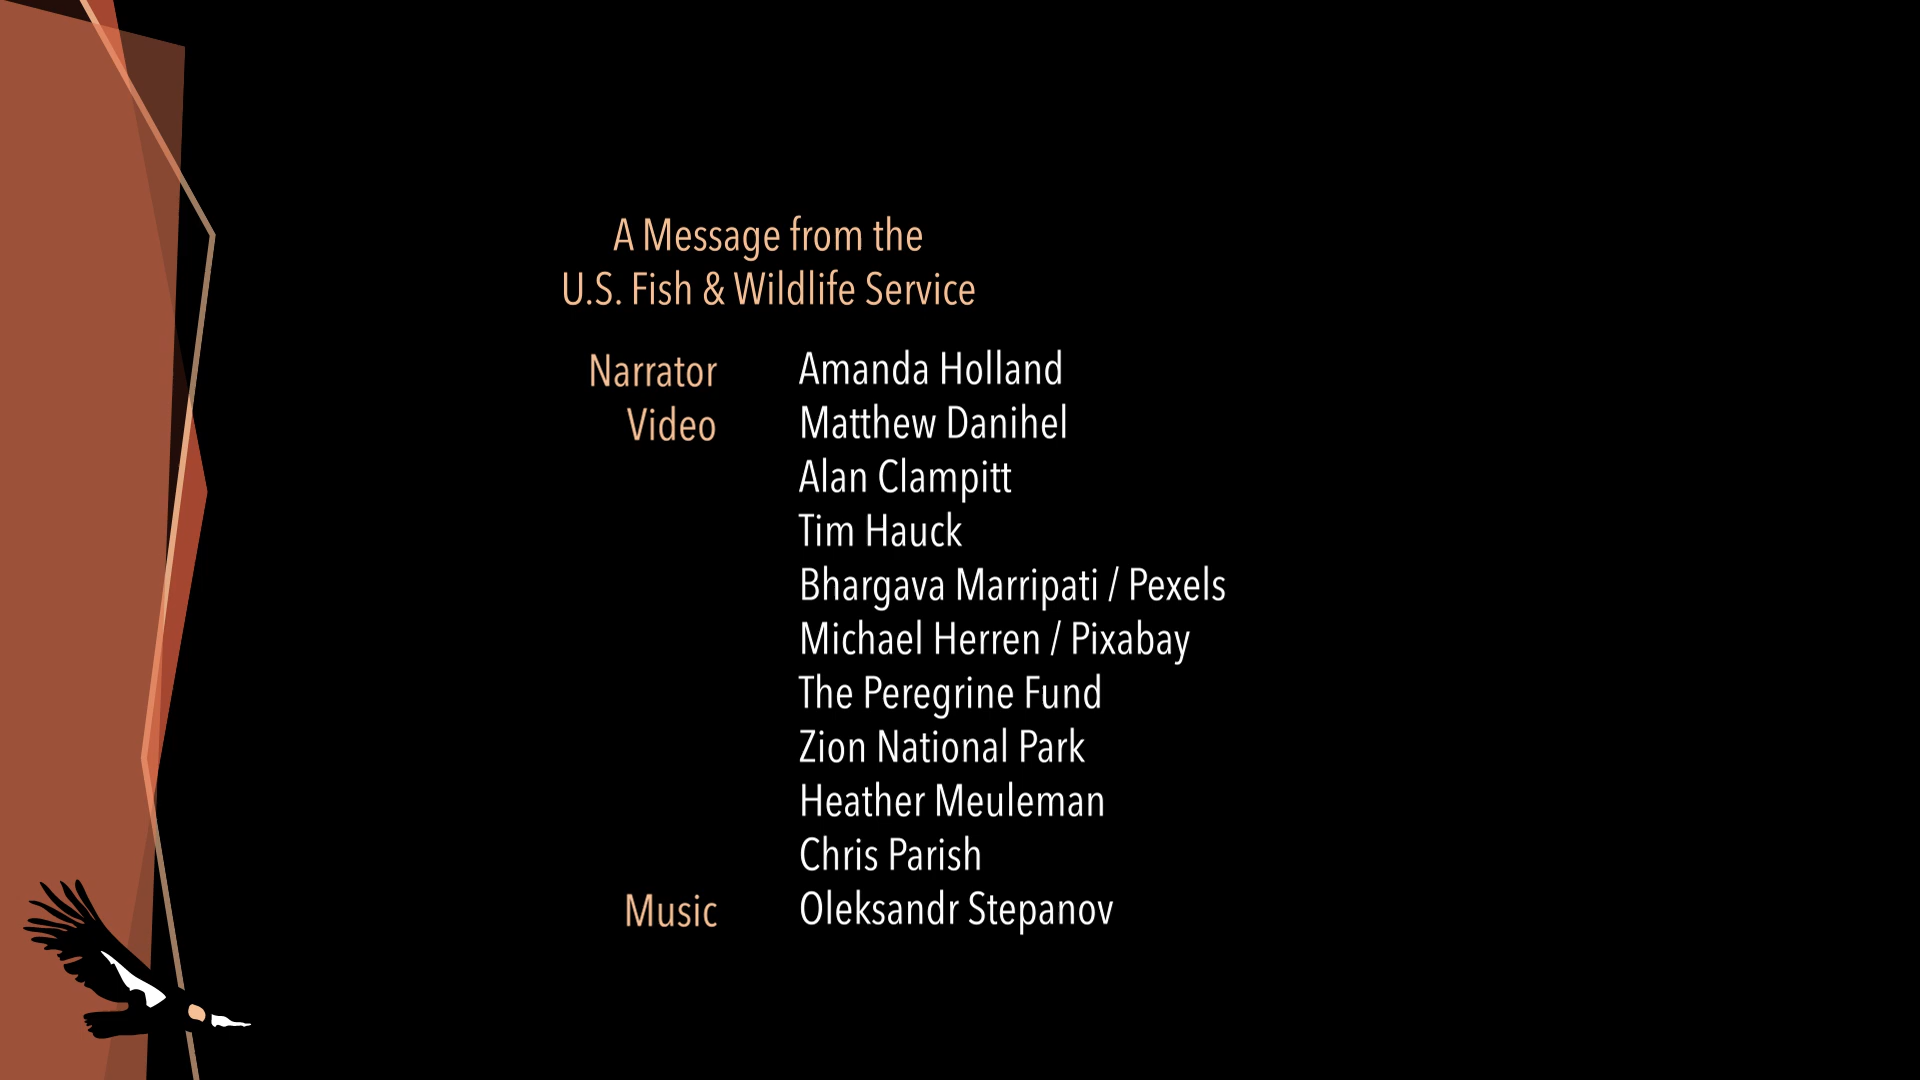 A Message from the
U.S. Fish & Wildlife Service
Narrator Amanda Holland
Video Matthew Danihel
Alan Clampitt
Tim Hauck
Bhargava Marripati / Pexels
Michael Herren / Pixabay
The Peregrine Fund
Zion National Park
Heather Meuleman
Chris Parish
Music Oleksandr Stepanov